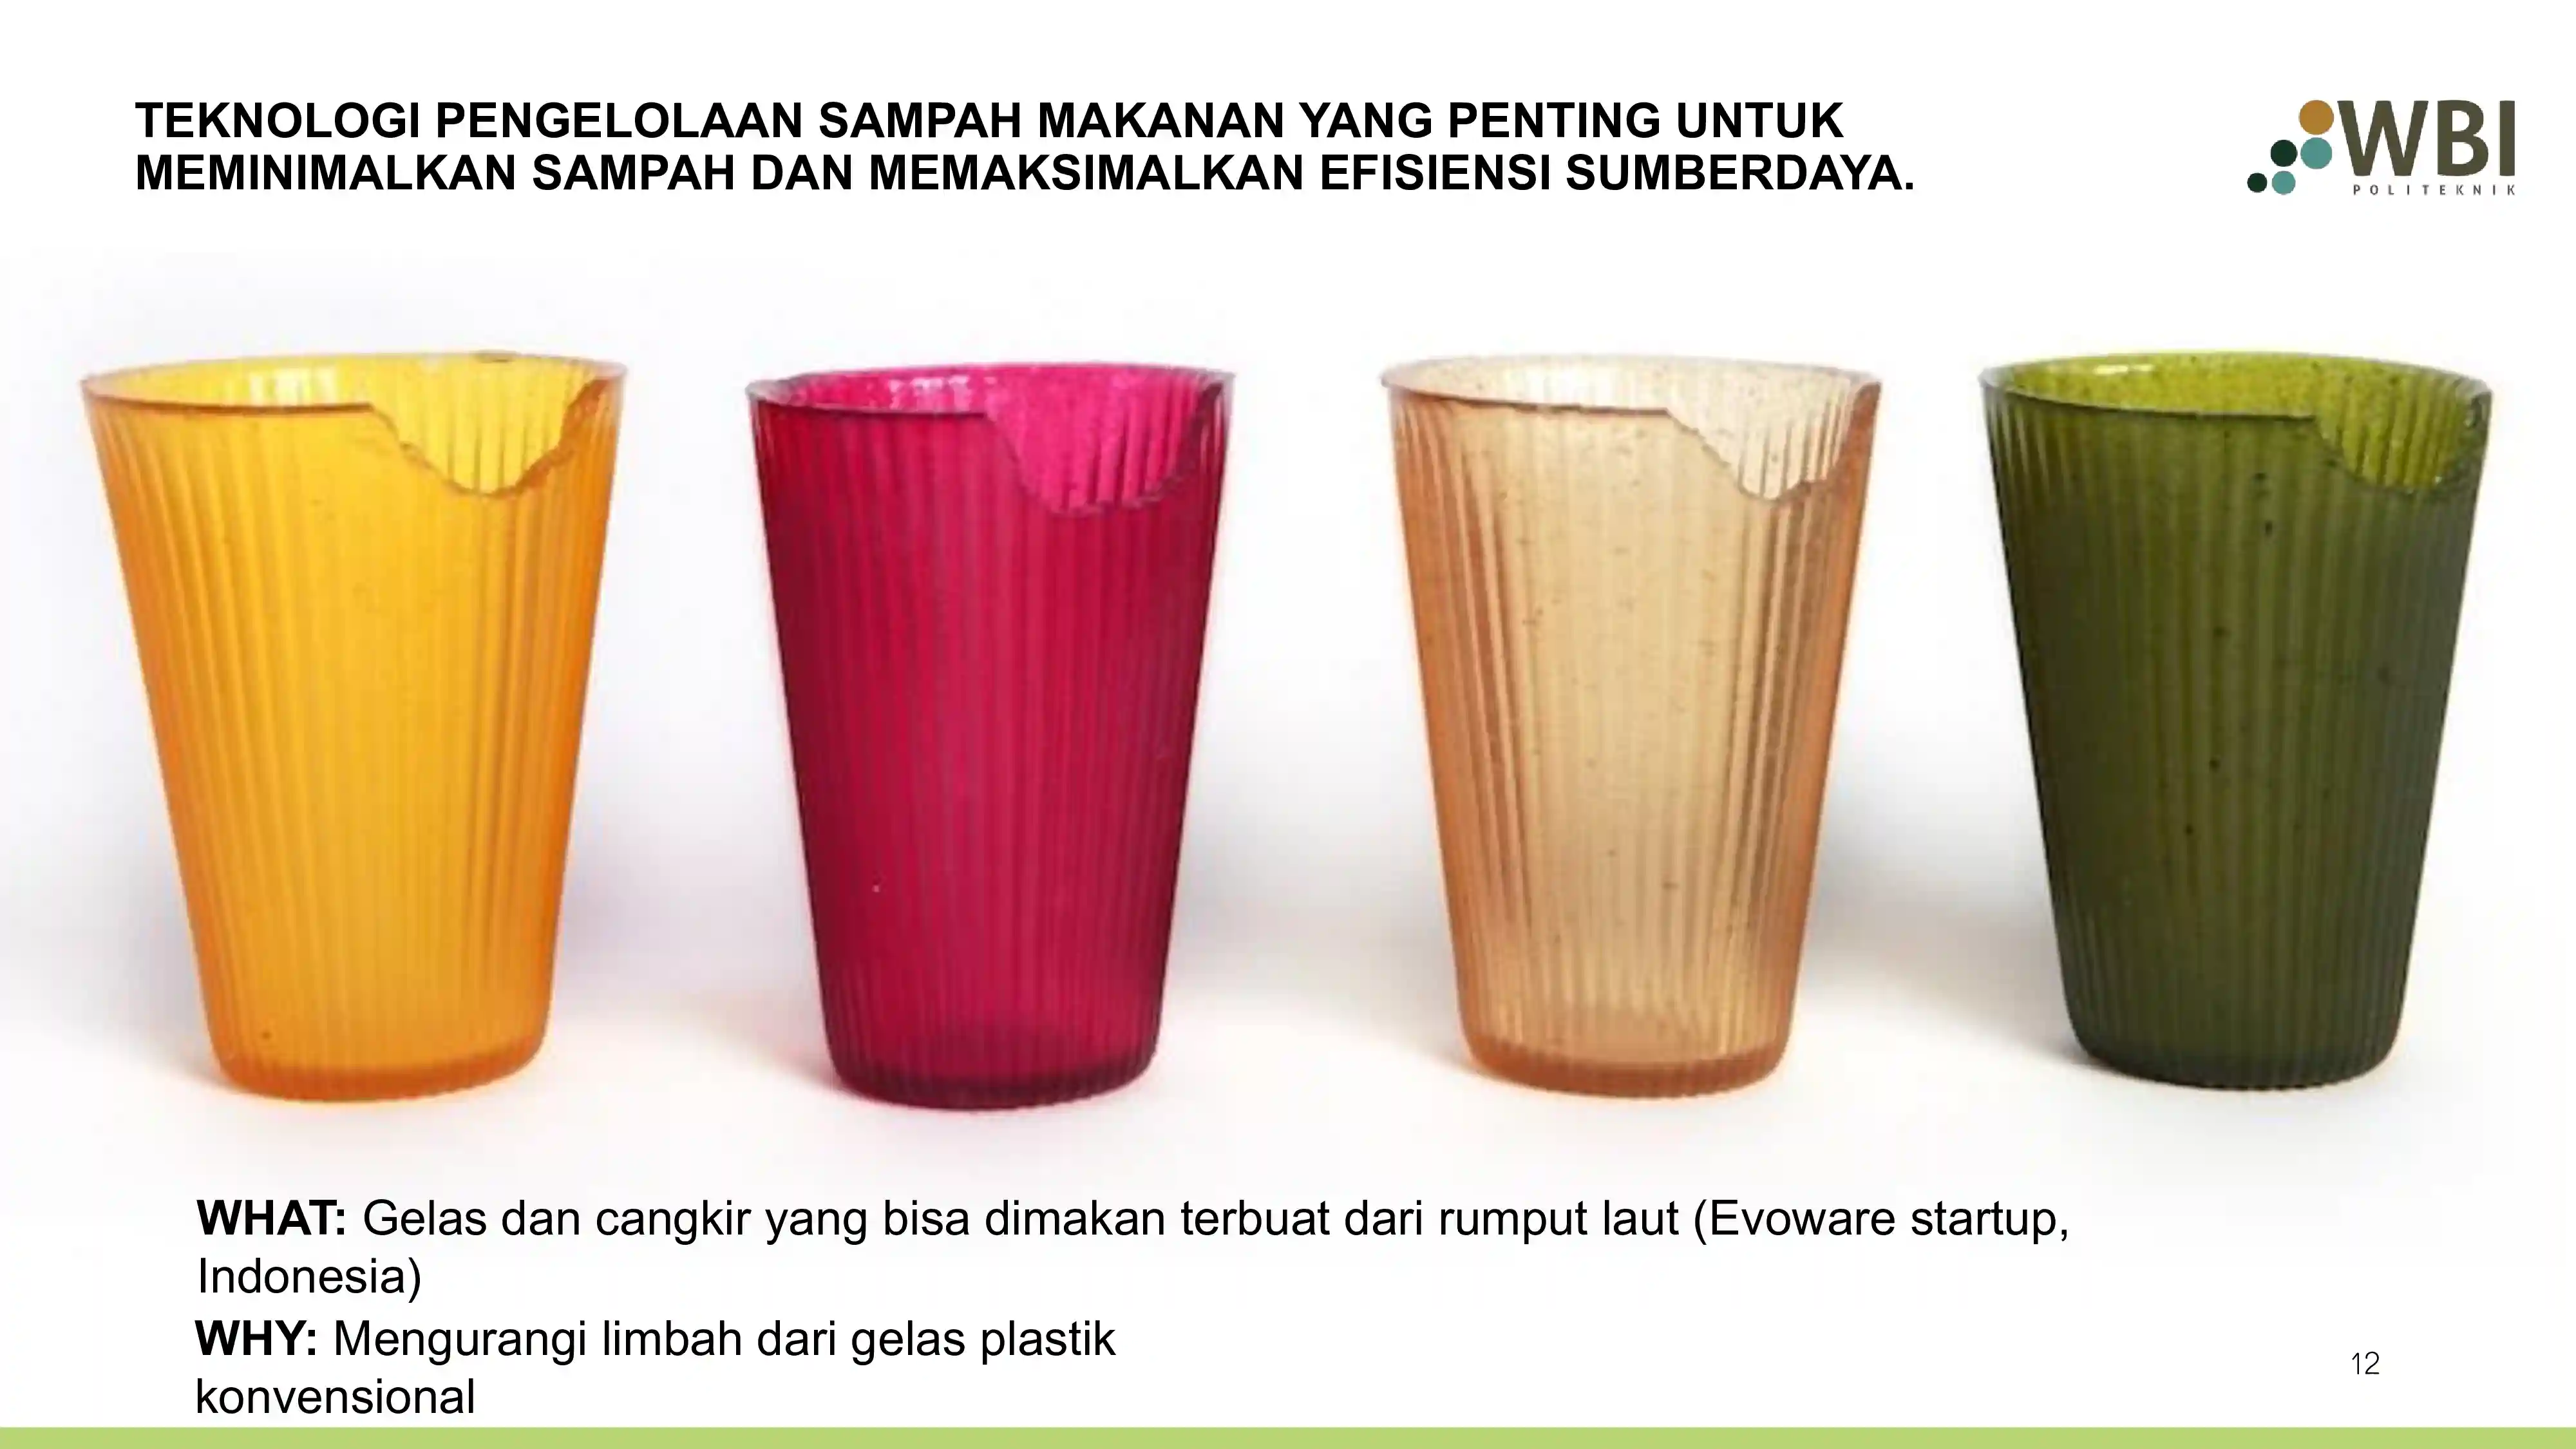 TEKNOLOGI PENGELOLAAN SAMPAH MAKANAN YANG PENTING UNTUK
MEMINIMALKAN SAMPAH DAN MEMAKSIMALKAN EFISIENSI SUMBERDAYA.
WBI
POLITEKNIK
WHAT: Gelas dan cangkir yang bisa dimakan terbuat dari rumput laut (Evoware startup,
Indonesia)
WHY: Mengurangi limbah dari gelas plastik
konvensional
12